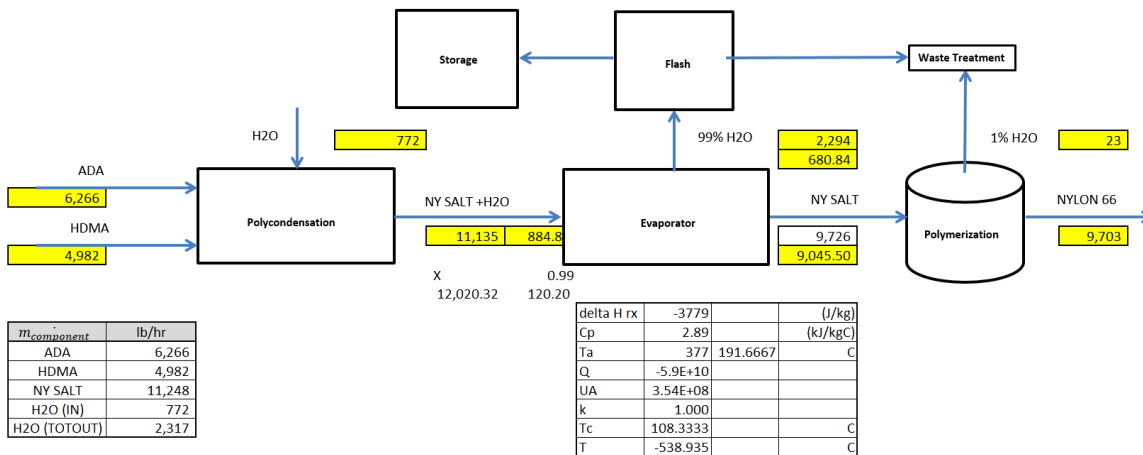 Storage
Flash
Waste Treatment
H2O
772
99% H2O
2,294
680.84
1% H2O
23
ADA
6,266
HDMA
4,982
Polycondensation
NY SALT +H2O
11,135 884.8
X 0.99
12,020.32 120.20
Evaporator
NY SALT
9,726
9,045.50
Polymerization
NYLON 66
9,703
ṁcomponent lb/hr
ADA 6,266
HDMA 4,982
NY SALT 11,248
H2O (IN) 772
H2O (TOTOUT) 2,317
delta H rx -3779 (J/kg)
Cp 2.89 (kJ/kgC)
Ta 377 191.6667 C
Q -5.9E+10
UA 3.54E+08
k 1.000
Tc 108.3333 C
T -538.935 C